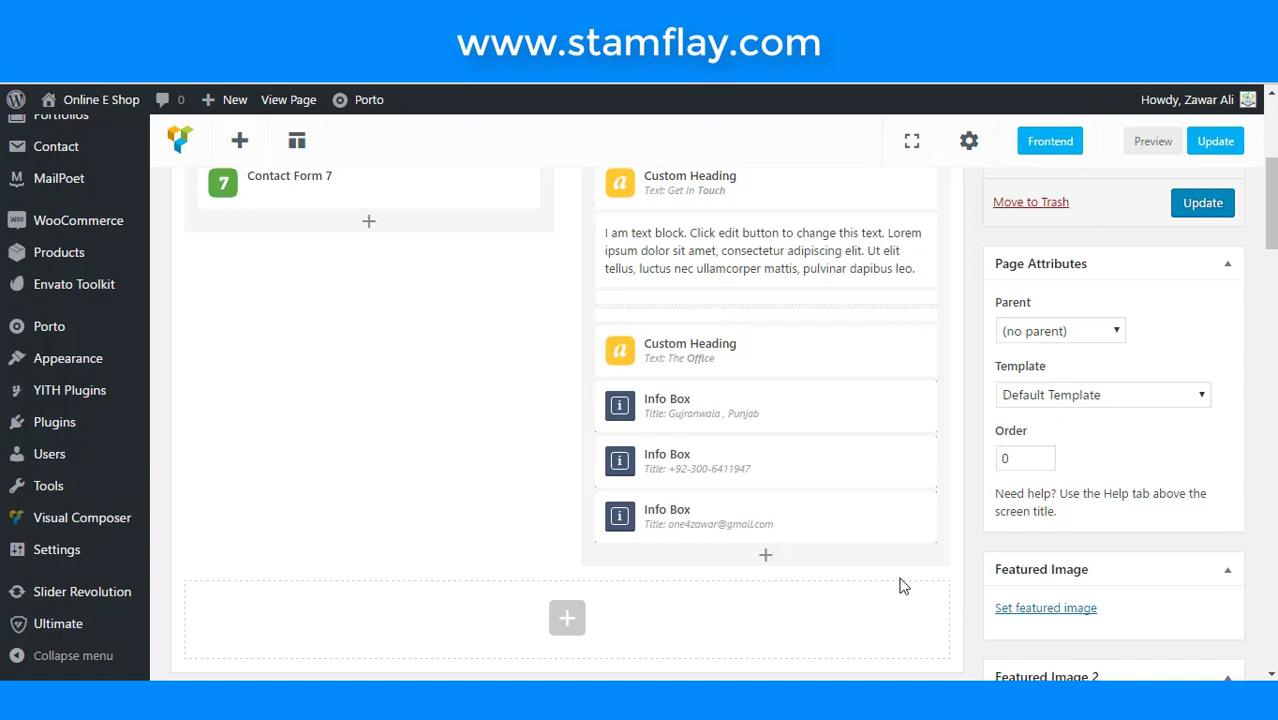 www.stamflay.com
Online E Shop
0
New
View Page
Porto
Howdy, Zawar Ali
Portfolios
Contact
MailPoet
WooCommerce
Products
Envato Toolkit
Porto
Appearance
YITH Plugins
Plugins
Users
Tools
Visual Composer
Settings
Slider Revolution
Ultimate
Collapse menu
Frontend
Preview
Update
7
Contact Form 7
a
Custom Heading
Text: Get In Touch
I am text block. Click edit button to change this text. Lorem
ipsum dolor sit amet, consectetur adipiscing elit. Ut elit
tellus, luctus nec ullamcorper mattis, pulvinar dapibus leo.
a
Custom Heading
Text: The Office
Info Box
Title: Gujranwala , Punjab
Info Box
Title: +92-300-6411947
Info Box
Title: one4zawar@gmail.com
Move to Trash
Update
Page Attributes
Parent
(no parent)
Template
Default Template
Order
0
Need help? Use the Help tab above the
screen title.
Featured Image
Set featured image
Featured Image 2